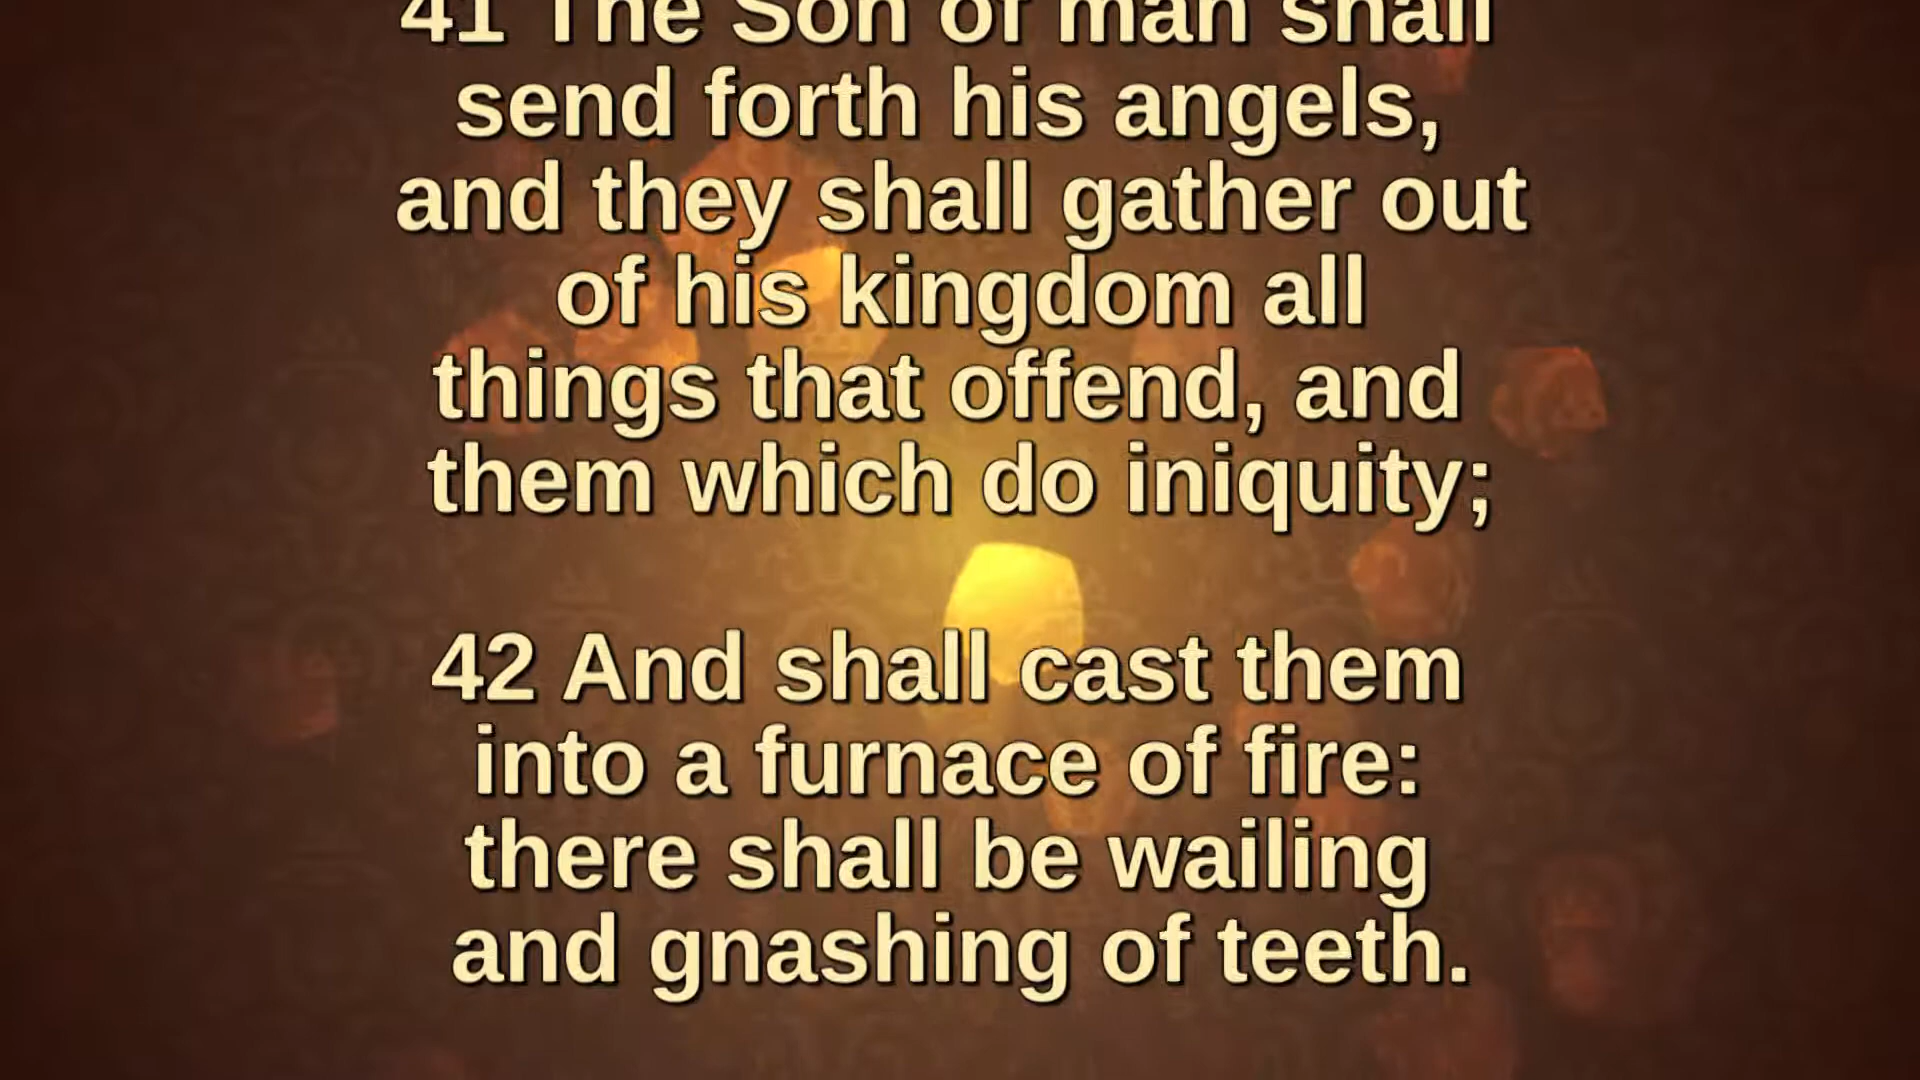 41 The Son of man shall
send forth his angels,
and they shall gather out
of his kingdom all
things that offend, and
them which do iniquity;
42 And shall cast them
into a furnace of fire:
there shall be wailing
and gnashing of teeth.